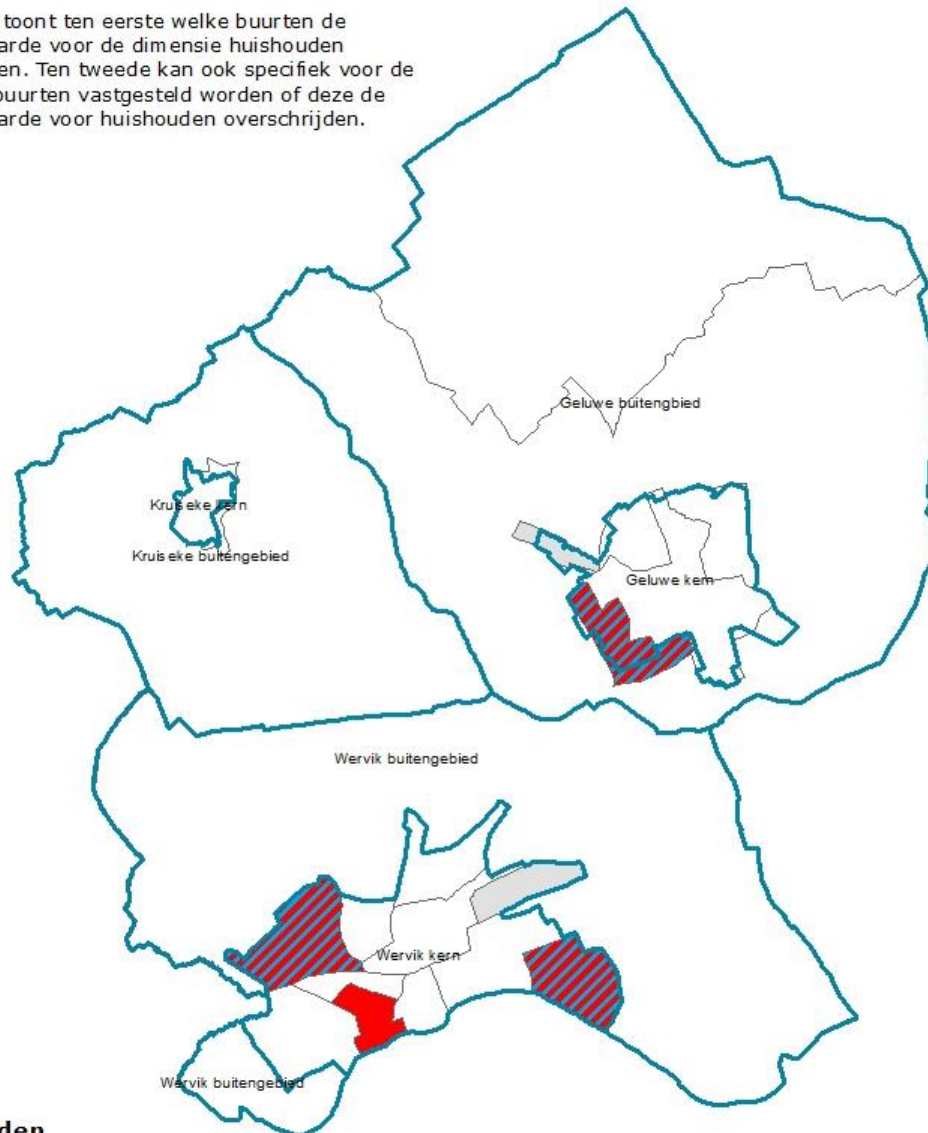 toont ten eerste welke buurten de
arde voor de dimensie huishouden
en. Ten tweede kan ook specifiek voor de
buurten vastgesteld worden of deze de
arde voor huishouden overschrijden.
Geluwe buitengbied
Kruiseke kern
Kruiseke buitengebied
Geluwe kern
Wervik buitengebied
Wervik kern
Wervik buitengebied
den